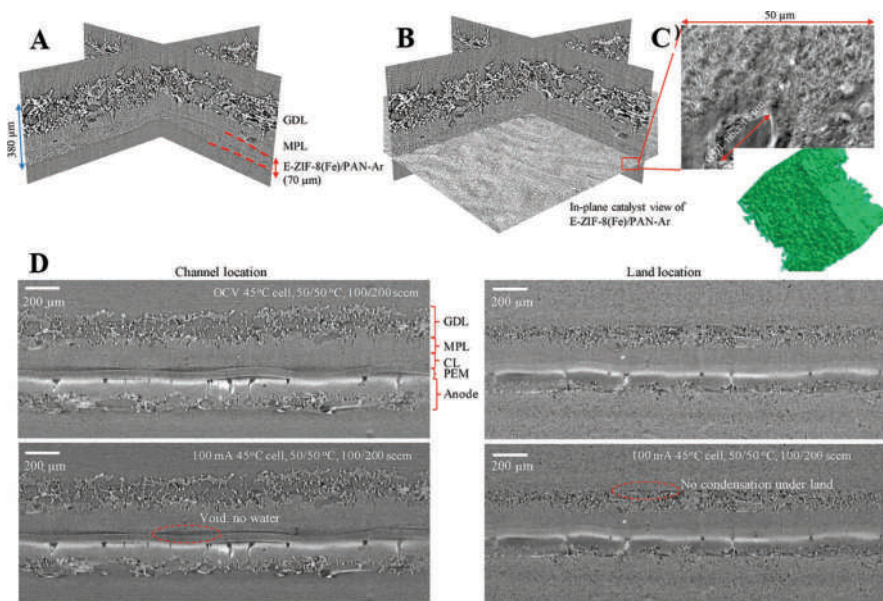 A
B
C)
50 μm
380 μm
GDL
MPL
E-ZIF-8(Fe)/PAN-Ar
(70 μm)
In-plane catalyst view of
E-ZIF-8(Fe)/PAN-Ar
D
Channel location
Land location
200 μm
OCV 45°C cell, 50/50 °C, 100/200 sccm
GDL
MPL
CL
PEM
Anode
200 μm
200 μm
100 mA 45°C cell, 50/50 °C, 100/200 sccm
Void. no water
200 μm
100 mA 45°C cell, 50/50 °C, 100/200 sccm
No condensation under land